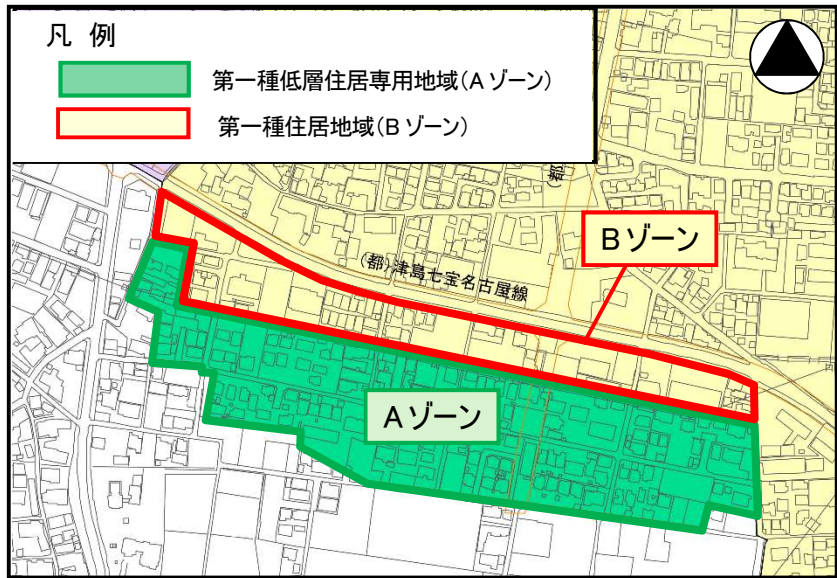 凡 例
第一種低層住居専用地域(Aゾーン)
第一種住居地域(Bゾーン)
(都)
Bゾーン
(都)津島七宝名古屋線
Aゾーン